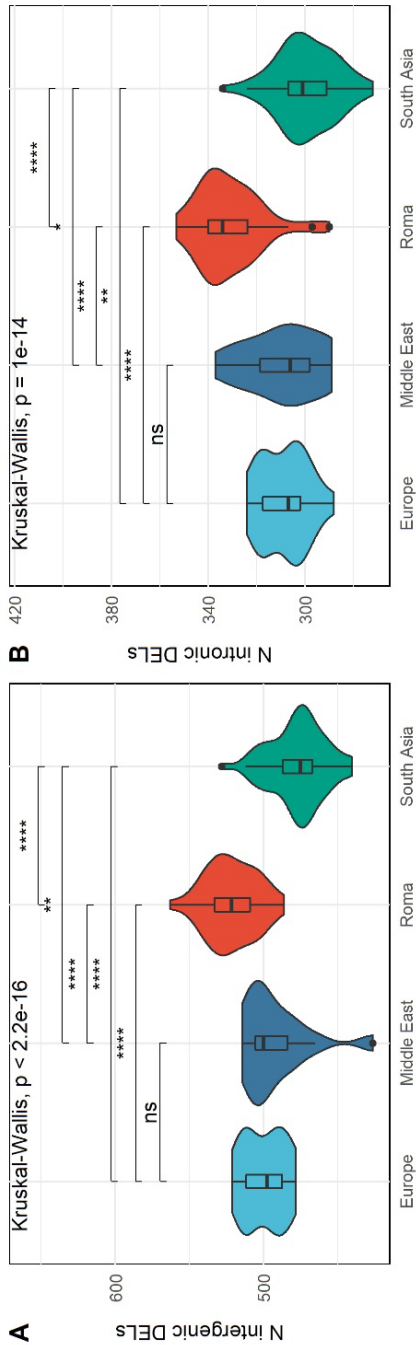 A
Kruskal-Wallis, p < 2.2e-16
N intergenic DELs
600
500
****
**
****
****
****
ns
Europe
Middle East
Roma
South Asia
B
Kruskal-Wallis, p = 1e-14
N intronic DELs
420
380
340
300
****
*
****
**
****
ns
Europe
Middle East
Roma
South Asia